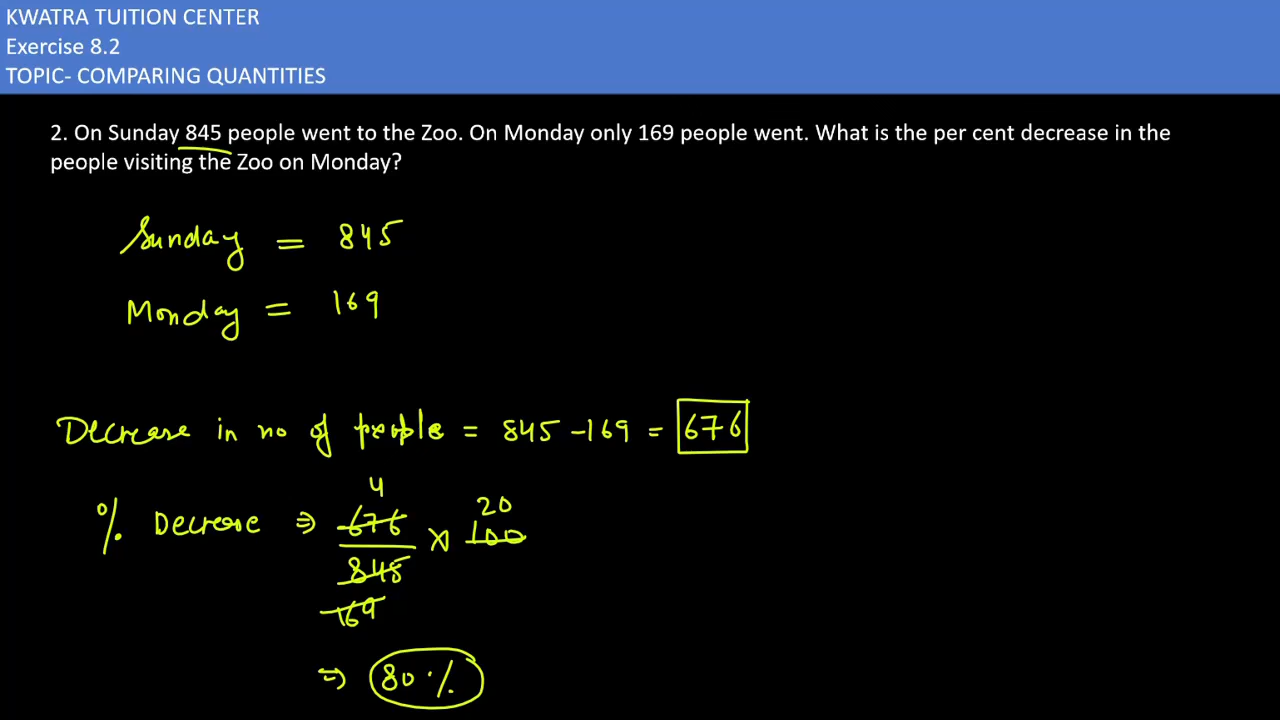 KWATRA TUITION CENTER
Exercise 8.2
TOPIC- COMPARING QUANTITIES
2. On Sunday 845 people went to the Zoo. On Monday only 169 people went. What is the per cent decrease in the
people visiting the Zoo on Monday?
Sunday = 845
Monday = 169
Decrease in no of people = 845 - 169 = 676
4
20
% Decrease ⇒ 676 × 100
845
169
⇒ 80%